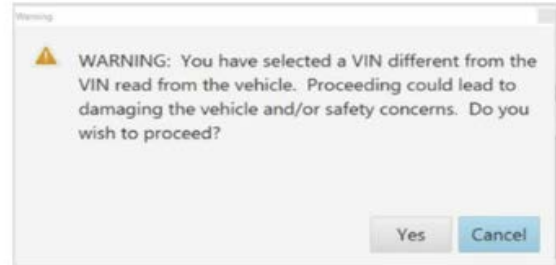 Warning
WARNING: You have selected a VIN different from the
VIN read from the vehicle. Proceeding could lead to
damaging the vehicle and/or safety concerns. Do you
wish to proceed?
Yes
Cancel